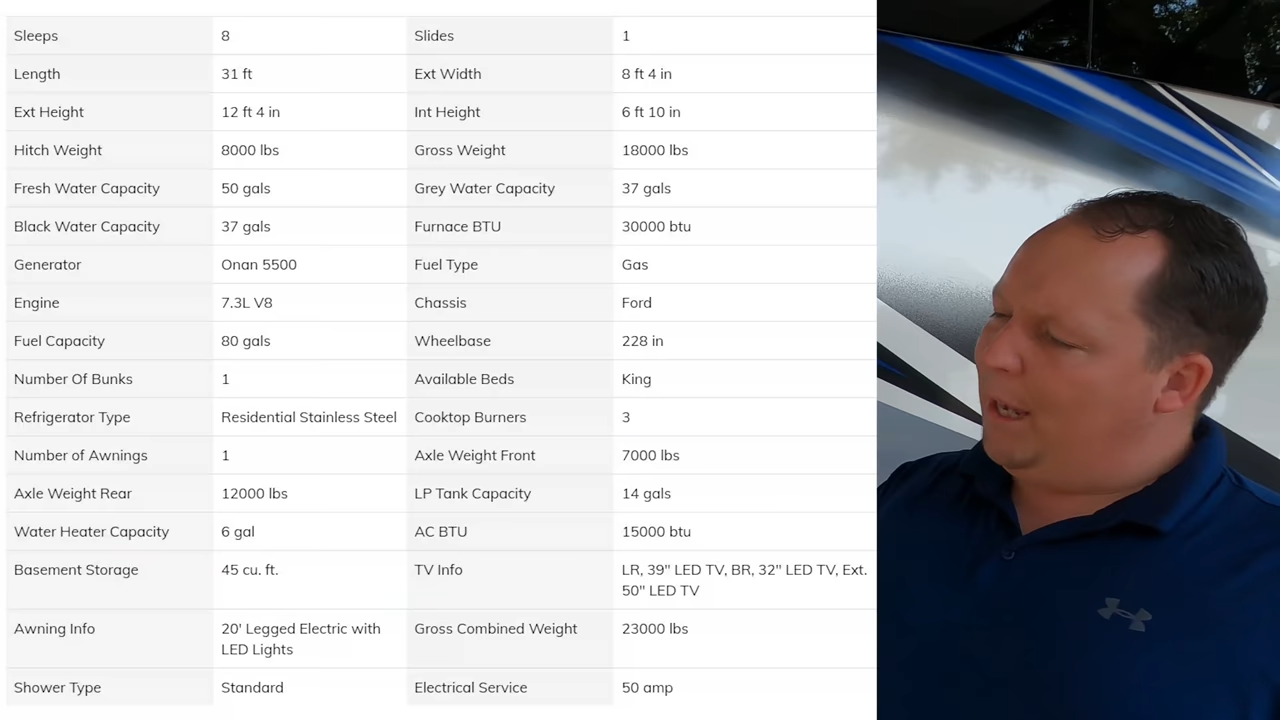 Sleeps 8 Slides 1
Length 31 ft Ext Width 8 ft 4 in
Ext Height 12 ft 4 in Int Height 6 ft 10 in
Hitch Weight 8000 lbs Gross Weight 18000 lbs
Fresh Water Capacity 50 gals Grey Water Capacity 37 gals
Black Water Capacity 37 gals Furnace BTU 30000 btu
Generator Onan 5500 Fuel Type Gas
Engine 7.3L V8 Chassis Ford
Fuel Capacity 80 gals Wheelbase 228 in
Number Of Bunks 1 Available Beds King
Refrigerator Type Residential Stainless Steel Cooktop Burners 3
Number of Awnings 1 Axle Weight Front 7000 lbs
Axle Weight Rear 12000 lbs LP Tank Capacity 14 gals
Water Heater Capacity 6 gal AC BTU 15000 btu
Basement Storage 45 cu. ft. TV Info LR, 39" LED TV, BR, 32" LED TV, Ext.
50" LED TV
Awning Info 20' Legged Electric with Gross Combined Weight 23000 lbs
LED Lights
Shower Type Standard Electrical Service 50 amp